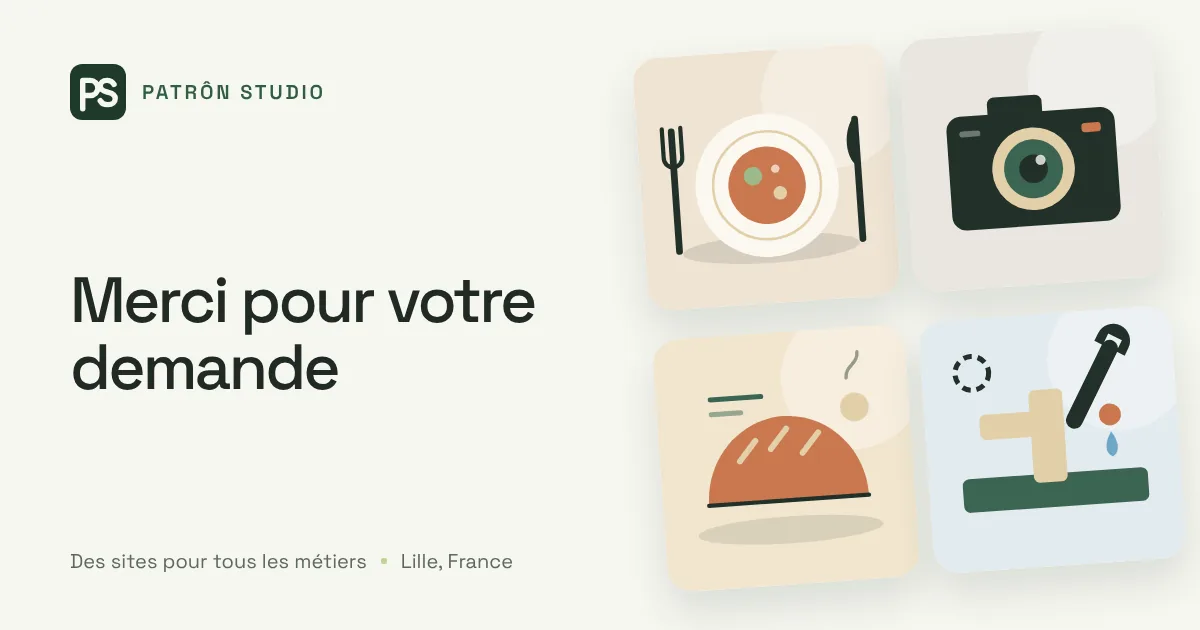 PS
PATRÔN STUDIO
Merci pour votre
demande
Des sites pour tous les métiers • Lille, France